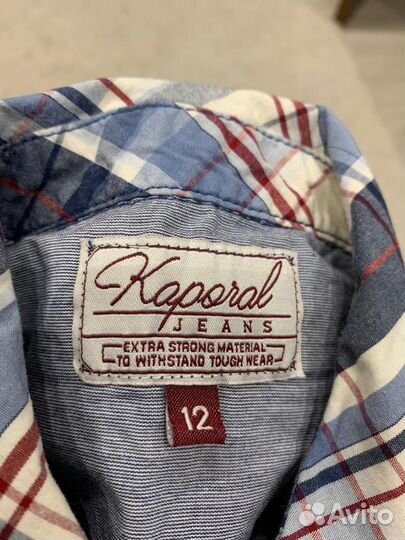 Kaporal
JEANS
EXTRA STRONG MATERIAL
TO WITHSTAND TOUGH WEAR
12
Avito